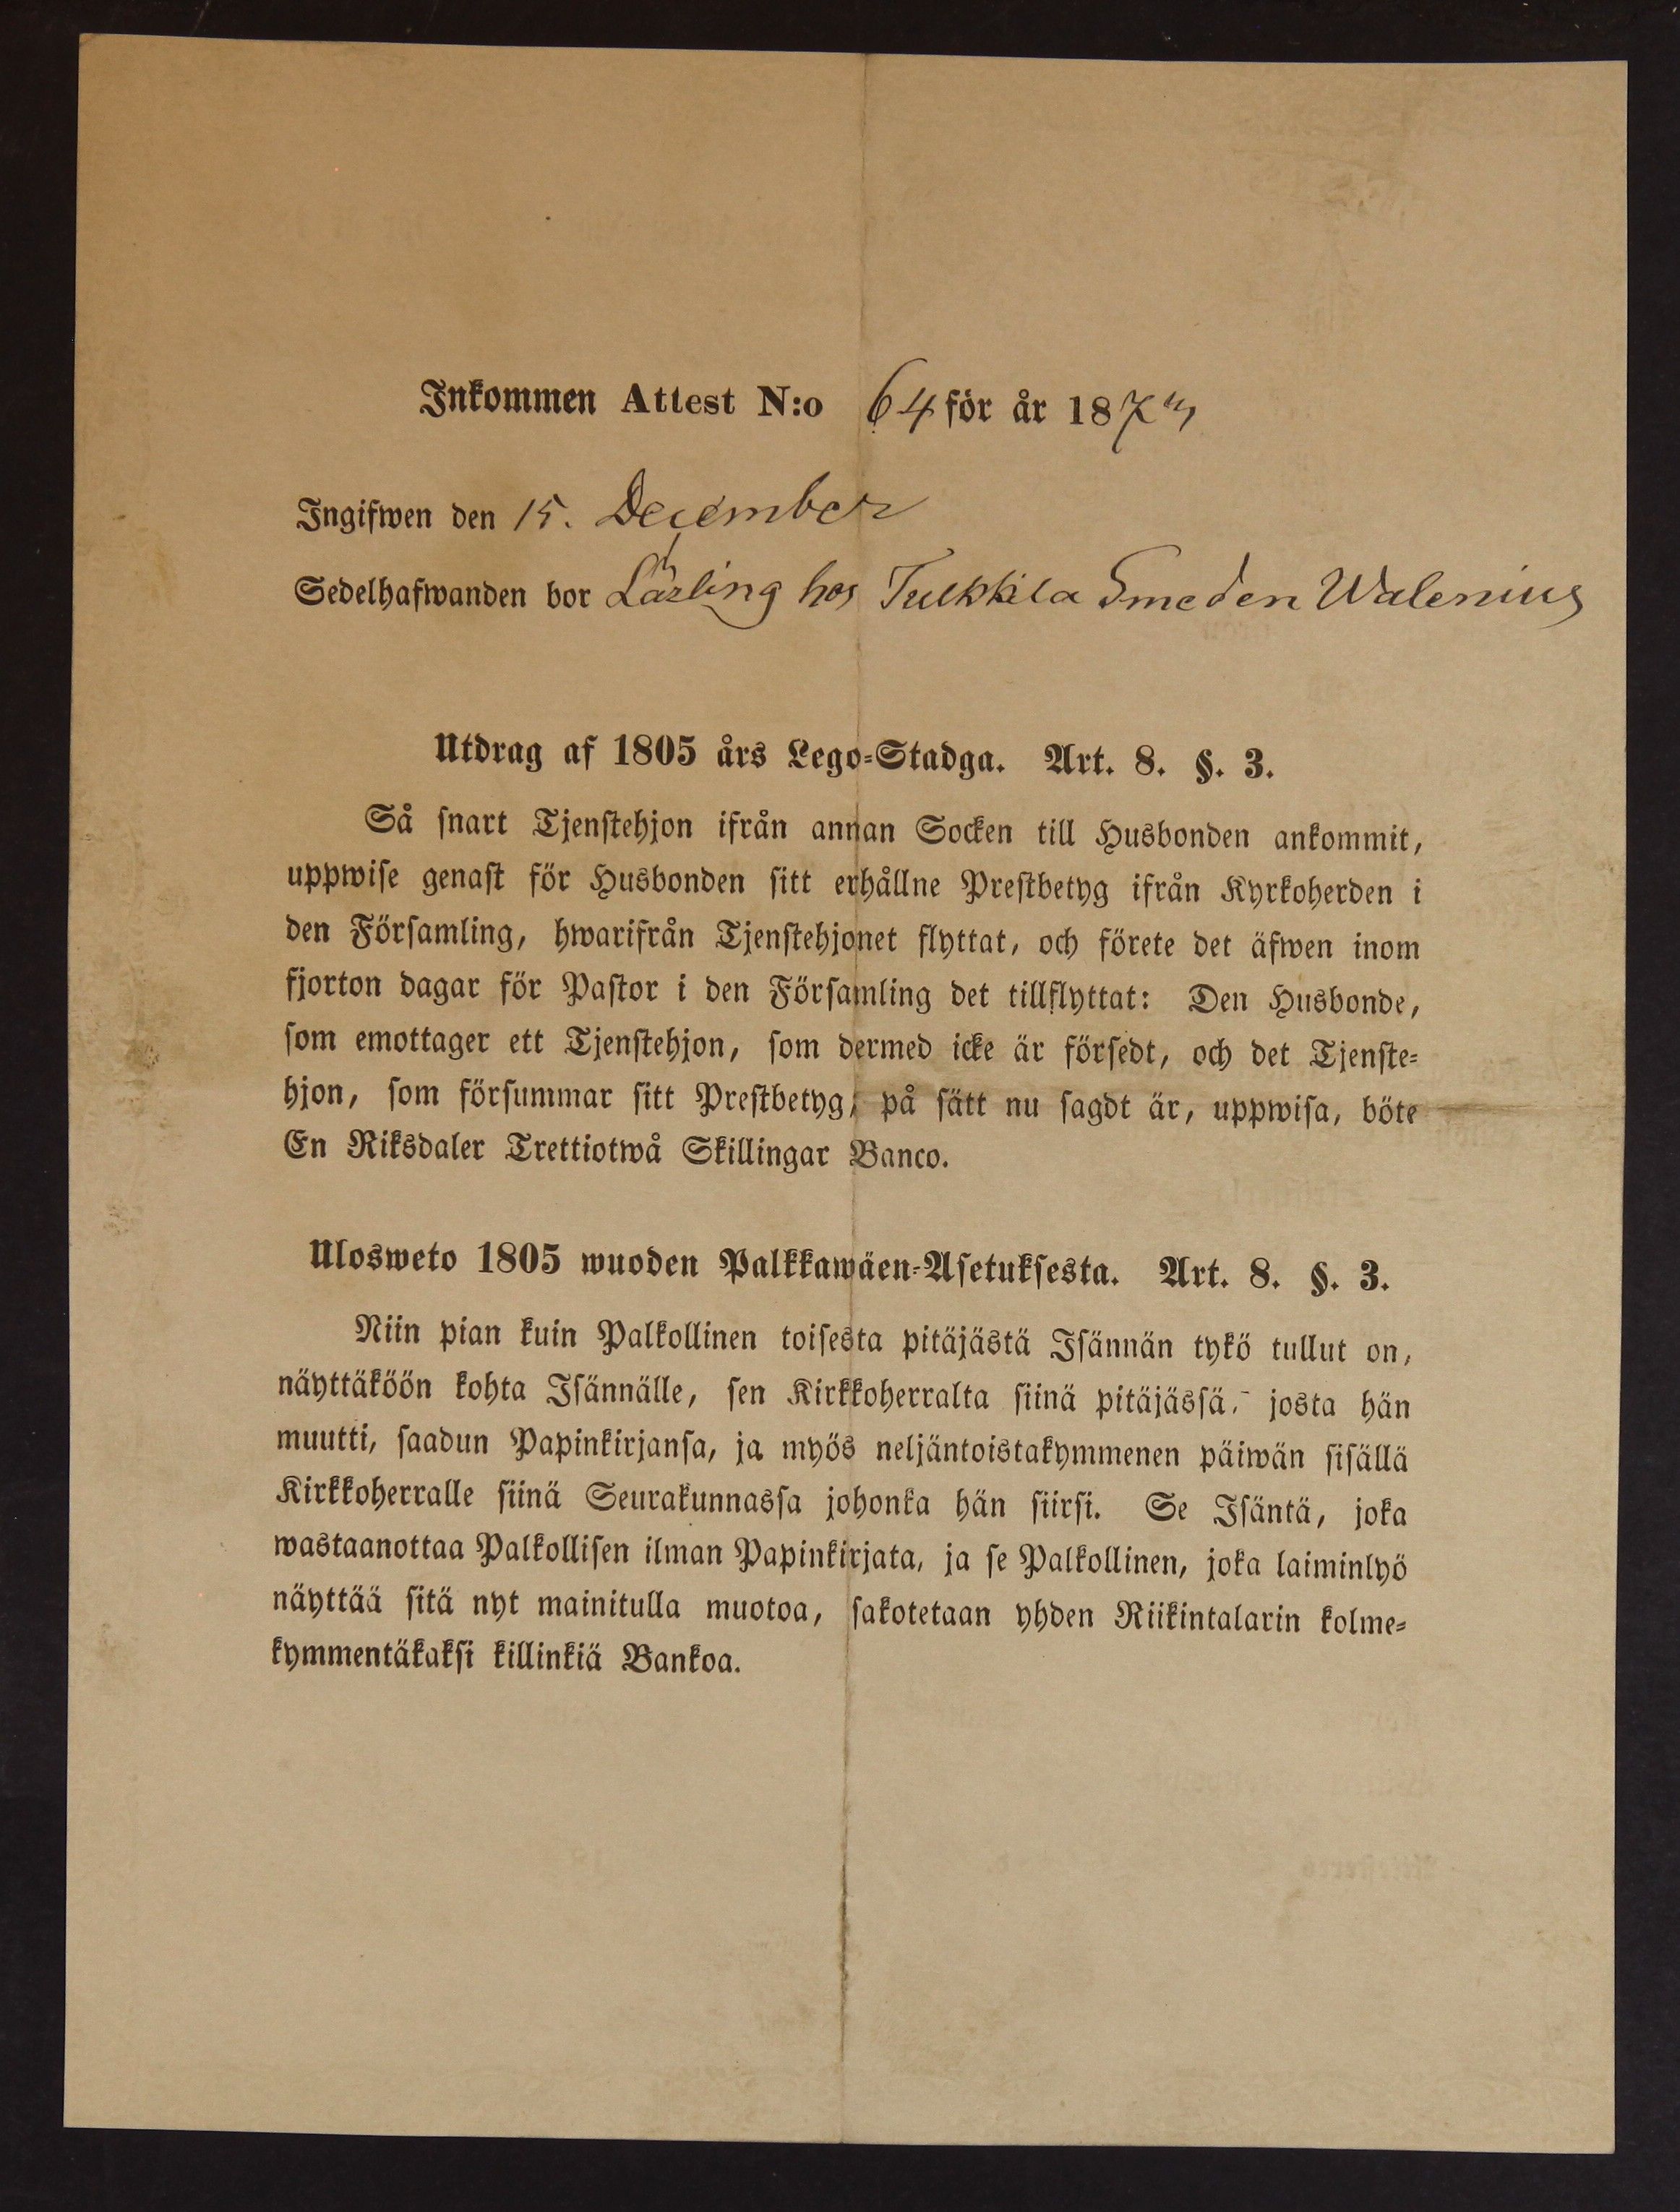 Inkommen Attest N:o 64 för år 187
Ingifwen den 15. December
Sedelhafwanden bor Lärling hos Tulkkila Smeden Walenius
Utdrag af 1805 års Lego-Stadga. Art. 8. §. 3.
Så snart Tjenstehjon ifrån annan Socken till Husbonden ankommit,
uppwise genast för Husbonden sitt erhållne Prestbetyg ifrån Kyrkoherden i
den Församling, hwarifrån Tjenstehjonet flyttat, och förete det äfwen inom
fjorton dagar för Pastor i den Församling det tillflyttat: Den Husbonde,
som emottager ett Tjenstehjon, som dermed icke är försedt, och det Tjenste-
hjon, som försummar sitt Prestbetyg, på sätt nu sagdt är, uppwisa, böte
En Riksdaler Trettiotwå Skillingar Banco.
Ulosweto 1805 wuoden Palkkawäen-Asetuksesta. Art. 8. §. 3.
Niin pian kuin Palkollinen toisesta pitäjästä Isännän tykö tullut on,
näyttäköön kohta Isännälle, sen Kirkkoherralta siinä pitäjässä, josta hän
muutti, saadun Papinkirjansa, ja myös neljäntoistakymmenen päiwän sisällä
Kirkkoherralle siinä Seurakunnassa johonka hän siirsi. Se Isäntä, joka
wastaanottaa Palkollisen ilman Papinkirjata, ja se Palkollinen, joka laiminlyö
näyttää sitä nyt mainitulla muotoa, sakotetaan yhden Riikintalarin kolme-
kymmentäkaksi killinkiä Bankoa.